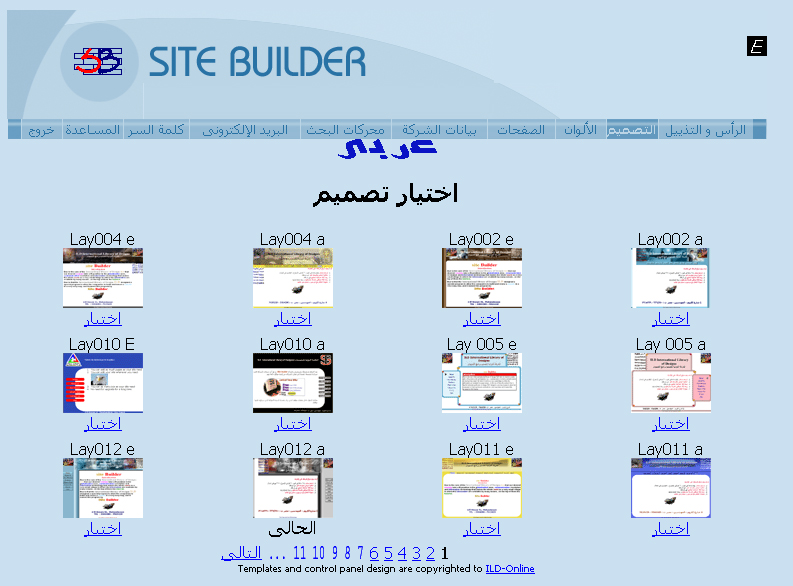 SB SITE BUILDER
E
الرأس و التذييل التصميم الألوان الصفحات بيانات الشركة محركات البحث البريد الإلكترونى كلمة السر المساعدة خروج
عربى
اختيار تصميم
Lay004 e Lay004 a Lay002 e Lay002 a
اختيار اختيار اختيار اختيار
Lay010 E Lay010 a Lay 005 e Lay 005 a
اختيار اختيار اختيار اختيار
Lay012 e Lay012 a Lay011 e Lay011 a
اختيار الحالى اختيار اختيار
1 2 3 4 5 6 7 8 9 10 11 ... التالى
Templates and control panel design are copyrighted to ILD-Online